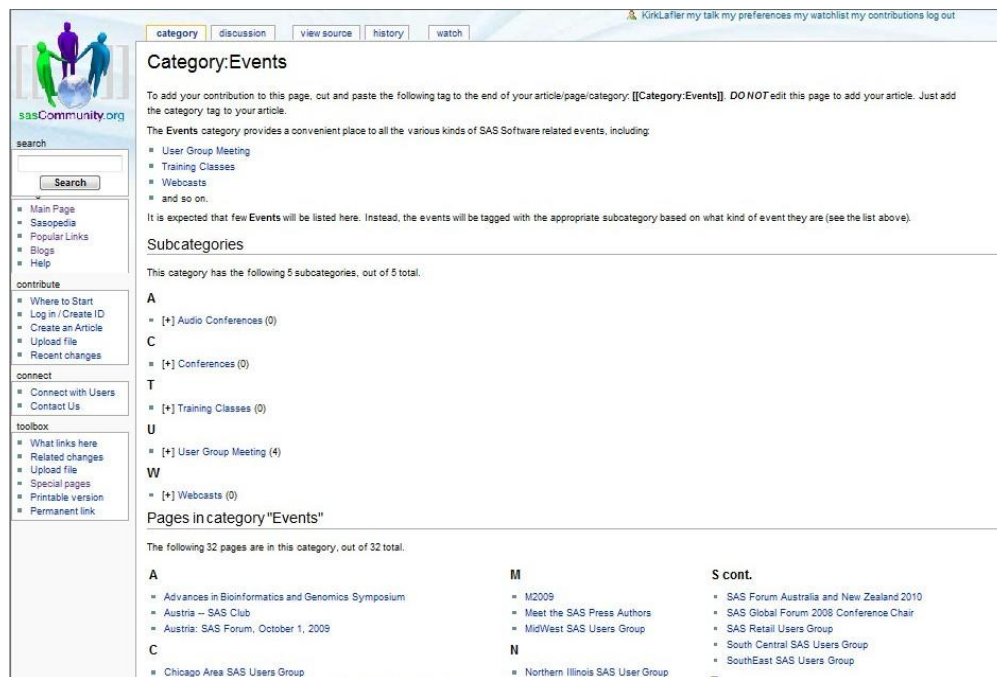 KirkLafler my talk my preferences my watchlist my contributions log out
category discussion view source history watch
sasCommunity.org
search
Search
Main Page
Sasopedia
Popular Links
Blogs
Help
contribute
Where to Start
Log in / Create ID
Create an Article
Upload file
Recent changes
connect
Connect with Users
Contact Us
toolbox
What links here
Related changes
Upload file
Special pages
Printable version
Permanent link
Category:Events
To add your contribution to this page, cut and paste the following tag to the end of your article/page/category: [[Category:Events]]. DO NOT edit this page to add your article. Just add
the category tag to your article.
The Events category provides a convenient place to all the various kinds of SAS Software related events, including:
User Group Meeting
Training Classes
Webcasts
and so on.
It is expected that few Events will be listed here. Instead, the events will be tagged with the appropriate subcategory based on what kind of event they are (see the list above).
Subcategories
This category has the following 5 subcategories, out of 5 total.
A
[+] Audio Conferences (0)
C
[+] Conferences (0)
T
[+] Training Classes (0)
U
[+] User Group Meeting (4)
W
[+] Webcasts (0)
Pages in category "Events"
The following 32 pages are in this category, out of 32 total.
A
Advances in Bioinformatics and Genomics Symposium
Austria -- SAS Club
Austria: SAS Forum, October 1, 2009
C
Chicago Area SAS Users Group
M
M2009
Meet the SAS Press Authors
MidWest SAS Users Group
N
Northern Illinois SAS User Group
S cont.
SAS Forum Australia and New Zealand 2010
SAS Global Forum 2008 Conference Chair
SAS Retail Users Group
South Central SAS Users Group
SouthEast SAS Users Group